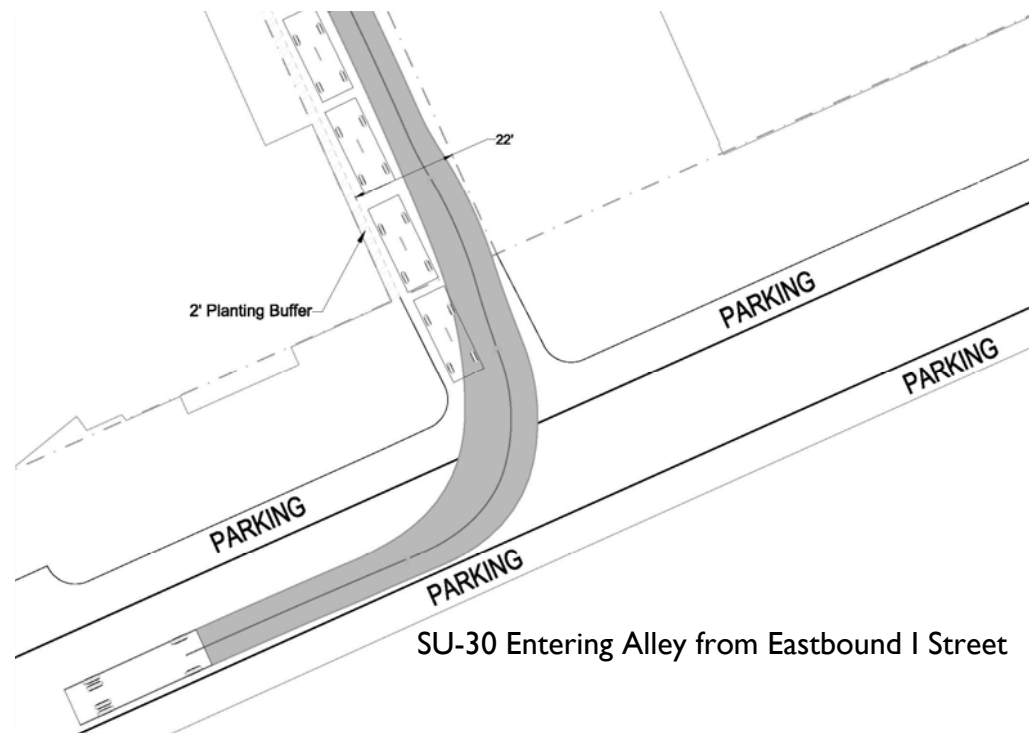 22'
2' Planting Buffer
PARKING
PARKING
PARKING
PARKING
SU-30 Entering Alley from Eastbound I Street